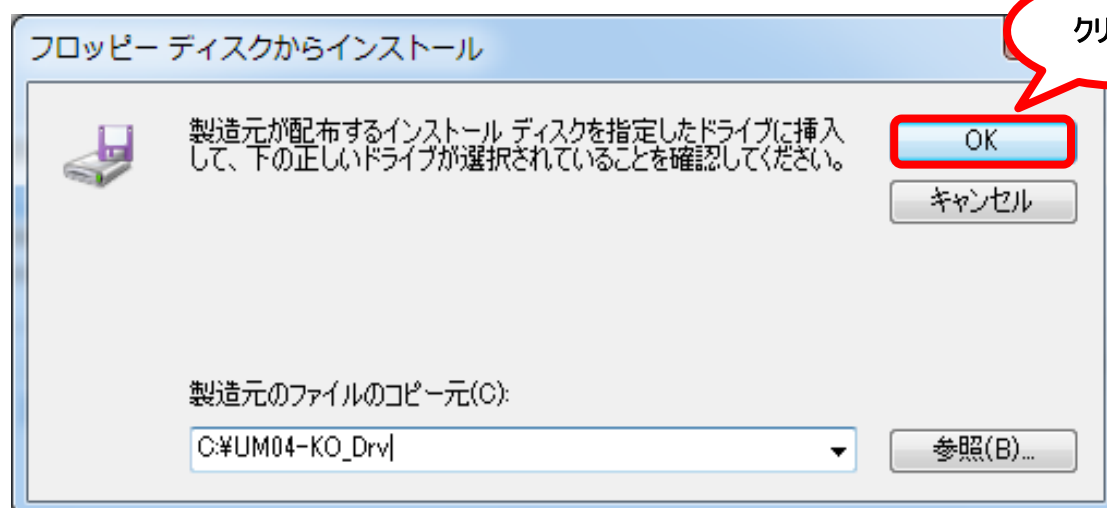 クリ
フロッピー ディスクからインストール
製造元が配布するインストール ディスクを指定したドライブに挿入
して、下の正しいドライブが選択されていることを確認してください。
OK
キャンセル
製造元のファイルのコピー元(C):
C:¥UM04-KO_Drv
参照(B)...